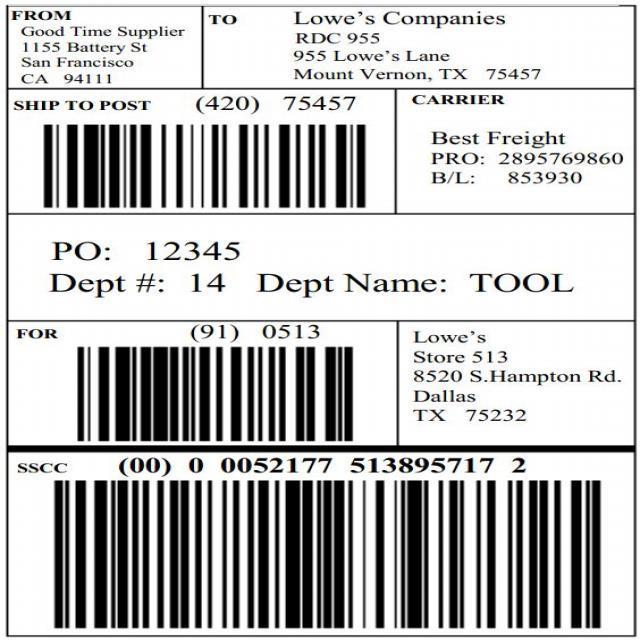 FROM
Good Time Supplier
1155 Battery St
San Francisco
CA 94111
TO
Lowe's Companies
RDC 955
955 Lowe's Lane
Mount Vernon, TX 75457
SHIP TO POST (420) 75457
CARRIER
Best Freight
PRO: 2895769860
B/L: 853930
PO: 12345
Dept #: 14 Dept Name: TOOL
FOR (91) 0513
Lowe's
Store 513
8520 S.Hampton Rd.
Dallas
TX 75232
SSCC (00) 0 0052177 513895717 2